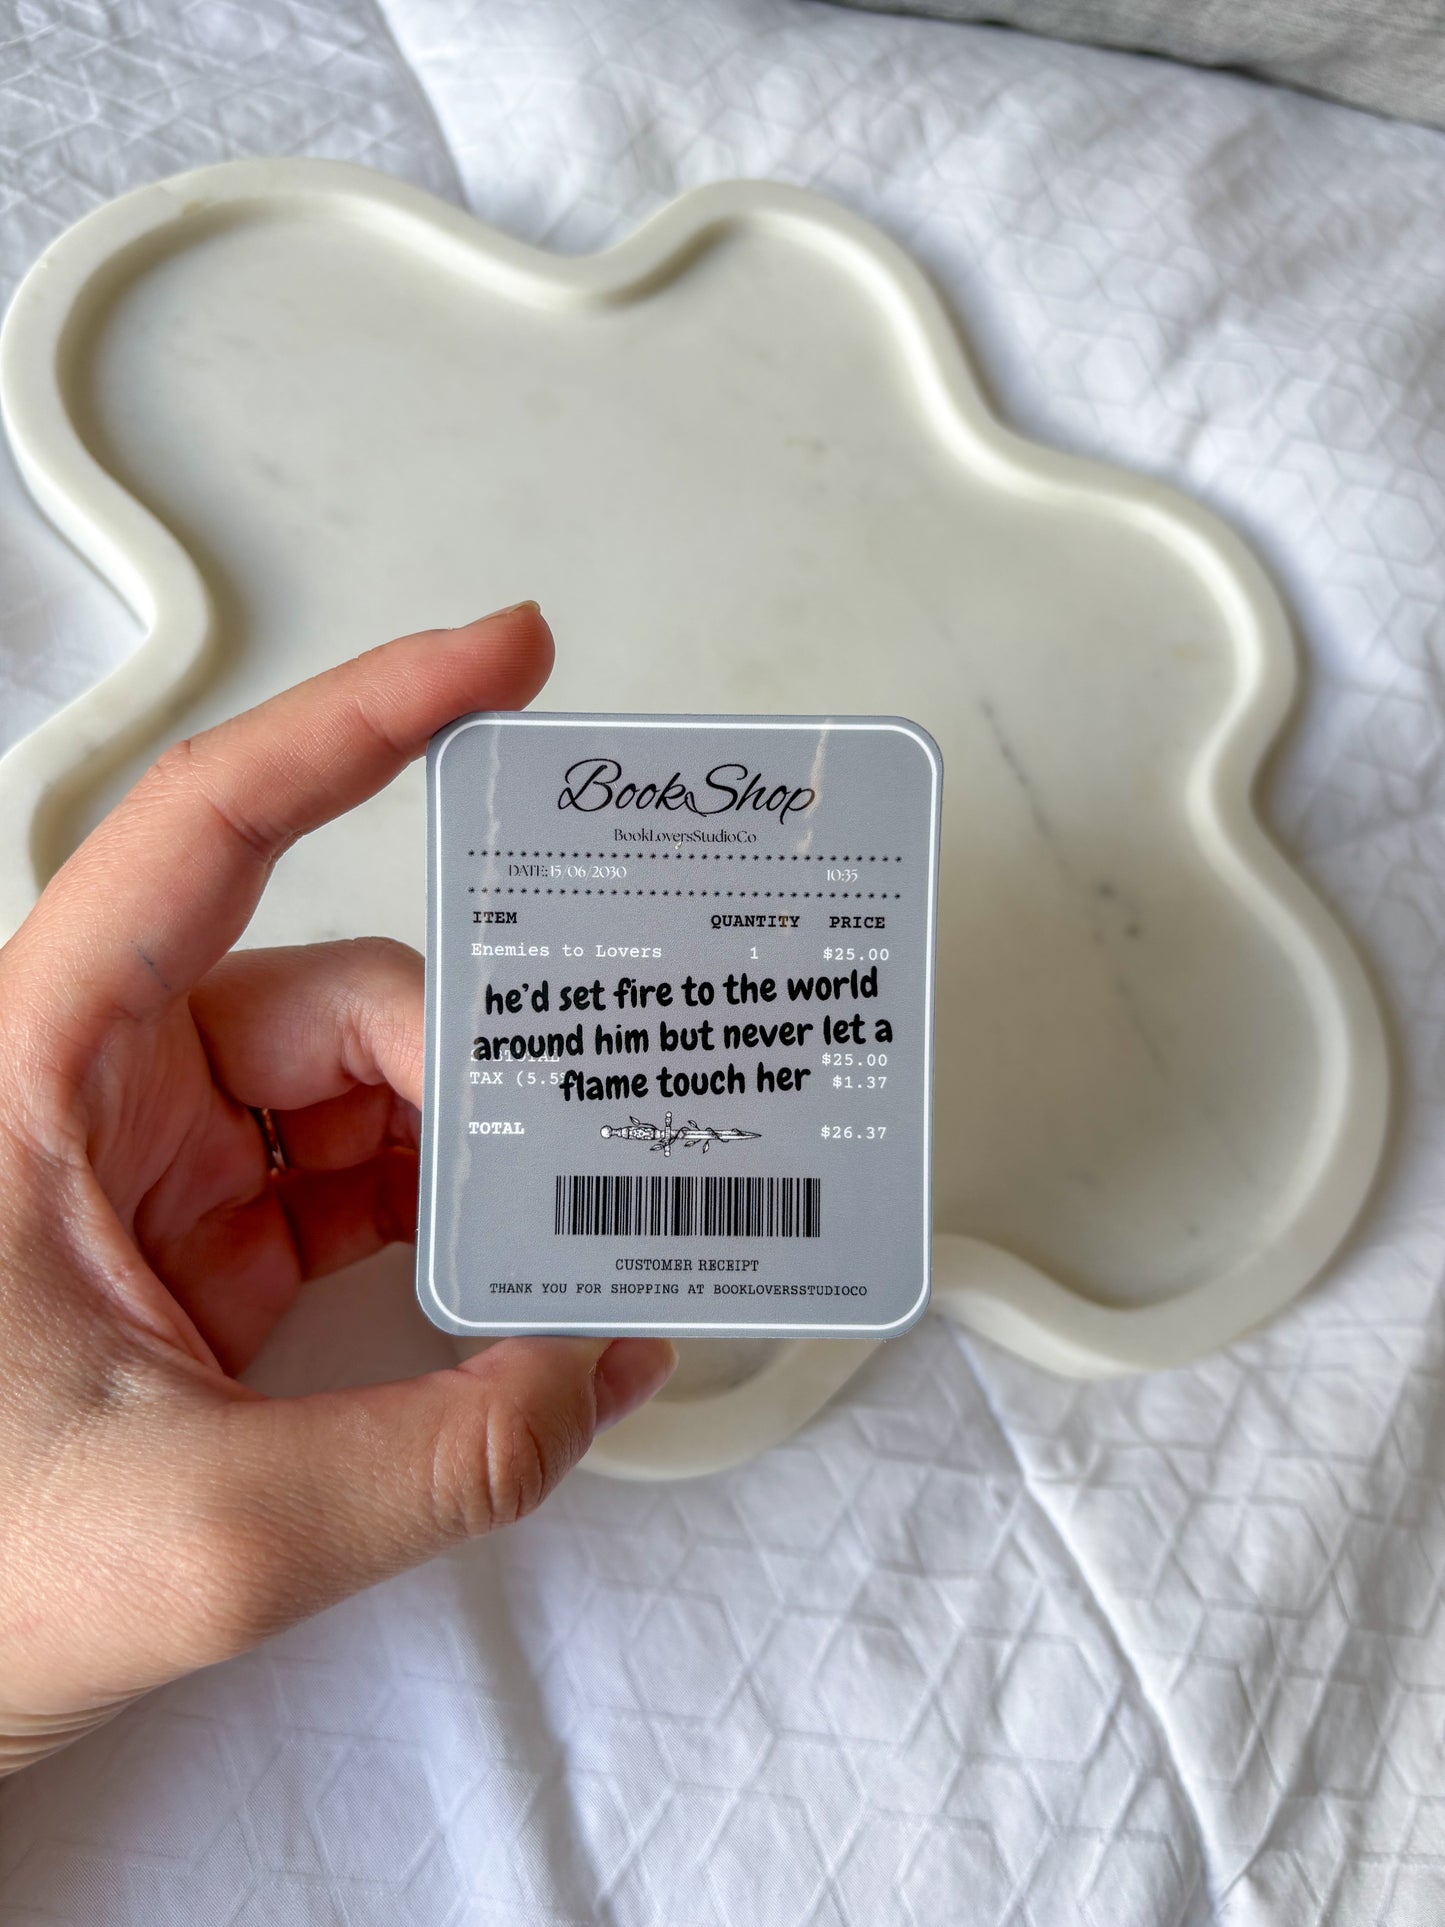 BookShop
BookLoversStudioCo
DATE: 15/06/2030 10:35
ITEM QUANTITY PRICE
Enemies to Lovers 1 $25.00
he'd set fire to the world
around him but never let a
flame touch her
SUBTOTAL $25.00
TAX (5.5% $1.37
TOTAL $26.37
CUSTOMER RECEIPT
THANK YOU FOR SHOPPING AT BOOKLOVERSSTUDIOCO